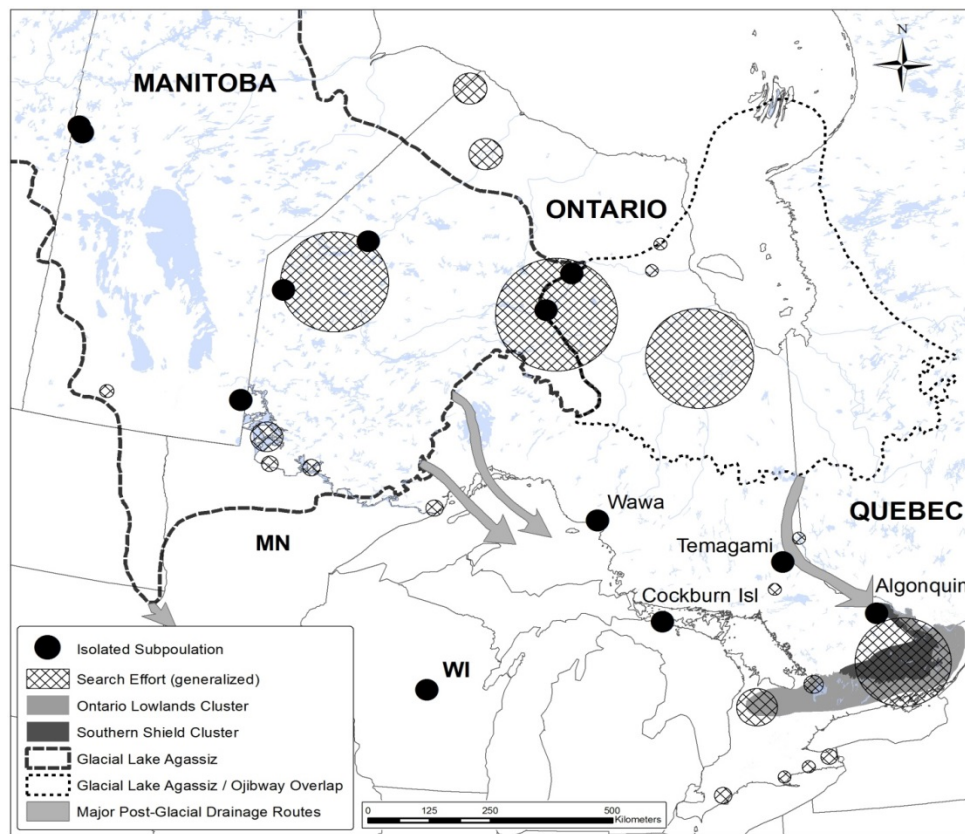 N
MANITOBA
ONTARIO
QUEBEC
MN
Wawa
Temagami
Algonquin
Cockburn Isl
WI
Isolated Subpoulation
Search Effort (generalized)
Ontario Lowlands Cluster
Southern Shield Cluster
Glacial Lake Agassiz
Glacial Lake Agassiz / Ojibway Overlap
Major Post-Glacial Drainage Routes
0 125 250 500
Kilometers